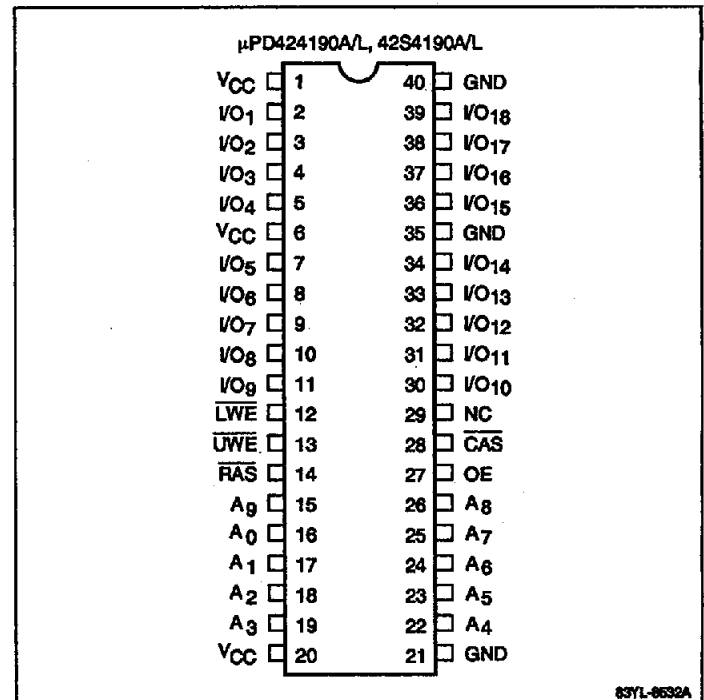 μPD424190A/L, 42S4190A/L
VCC 1 40 GND
I/O1 2 39 I/O18
I/O2 3 38 I/O17
I/O3 4 37 I/O16
I/O4 5 36 I/O15
VCC 6 35 GND
I/O5 7 34 I/O14
I/O6 8 33 I/O13
I/O7 9 32 I/O12
I/O8 10 31 I/O11
I/O9 11 30 I/O10
LWE 12 29 NC
UWE 13 28 CAS
RAS 14 27 OE
A9 15 26 A8
A0 16 25 A7
A1 17 24 A6
A2 18 23 A5
A3 19 22 A4
VCC 20 21 GND
83YL-8532A